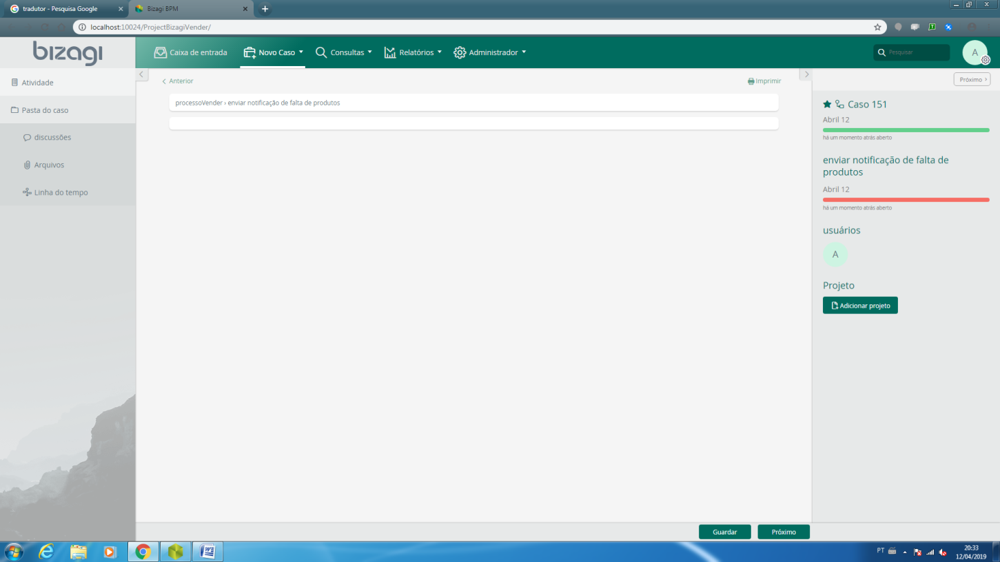 tradutor - Pesquisa Google
Bizagi BPM
localhost:10024/ProjectBizagiVender/
bizagi
Caixa de entrada
Novo Caso
Consultas
Relatórios
Administrador
Pesquisar
A
Atividade
Pasta do caso
discussões
Arquivos
Linha do tempo
Anterior
Imprimir
processoVender › enviar notificação de falta de produtos
Próximo
Caso 151
Abril 12
há um momento atrás aberto
enviar notificação de falta de
produtos
Abril 12
há um momento atrás aberto
usuários
A
Projeto
Adicionar projeto
Guardar
Próximo
PT
20:33
12/04/2019